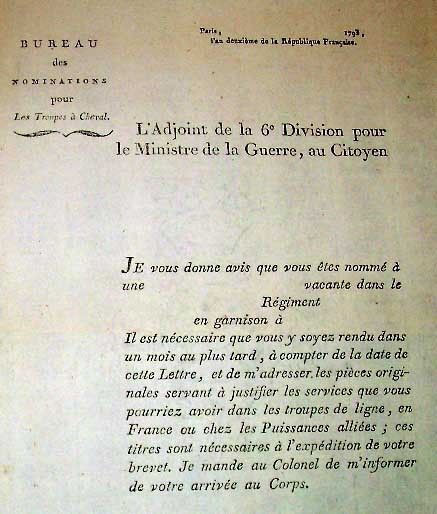 BUREAU
des
NOMINATIONS
pour
Les Troupes à Cheval.
Paris, 1793,
l'an deuxième de la République Française.
L'Adjoint de la 6e Division pour
le Ministre de la Guerre, au Citoyen
JE vous donne avis que vous êtes nommé à
une vacante dans le
Régiment
en garnison à
Il est nécessaire que vous y soyez rendu dans
un mois au plus tard, à compter de la date de
cette Lettre, et de m'adresser les pièces origi-
nales servant à justifier les services que vous
pourriez avoir dans les troupes de ligne, en
France ou chez les Puissances alliées; ces
titres sont nécessaires à l'expédition de votre
brevet. Je mande au Colonel de m'informer
de votre arrivée au Corps.